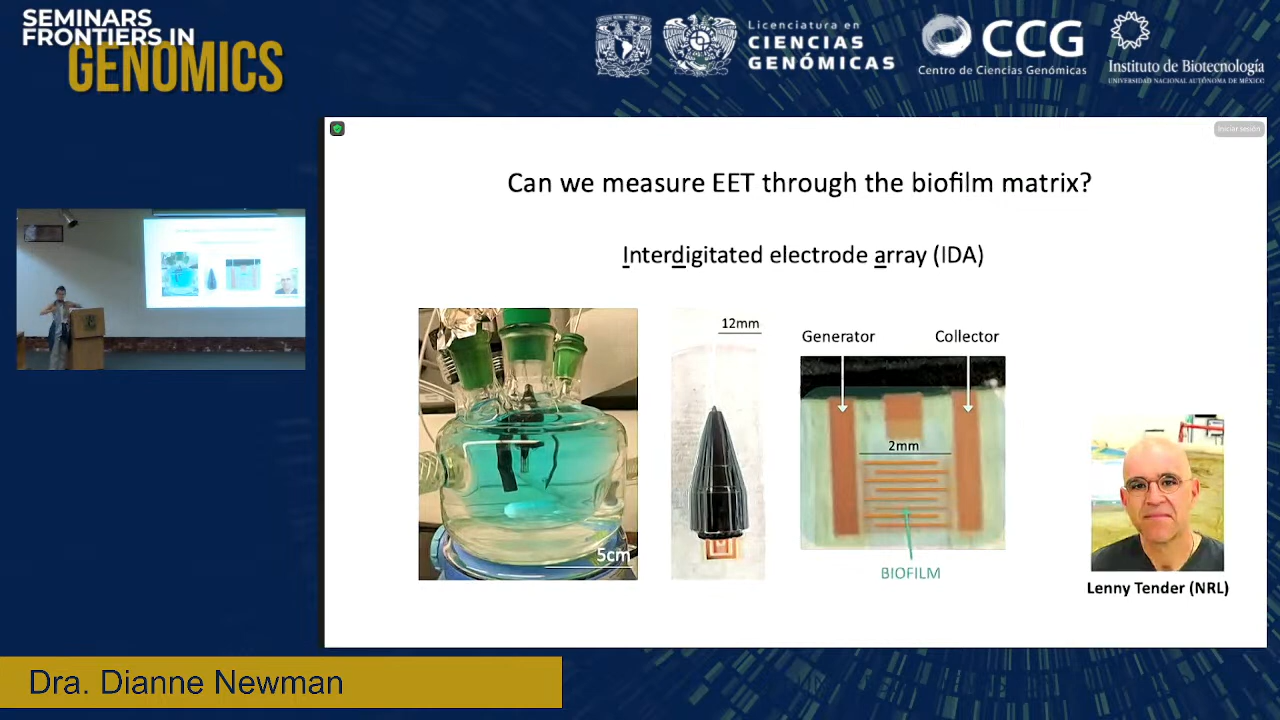 SEMINARS
FRONTIERS IN
GENOMICS
Licenciatura en
CIENCIAS
GENÓMICAS
CCG
Centro de Ciencias Genómicas
Instituto de Biotecnología
UNIVERSIDAD NACIONAL AUTÓNOMA DE MÉXICO
Iniciar sesión
Can we measure EET through the biofilm matrix?
Interdigitated electrode array (IDA)
12mm
Generator
Collector
2mm
5cm
BIOFILM
Lenny Tender (NRL)
Dra. Dianne Newman